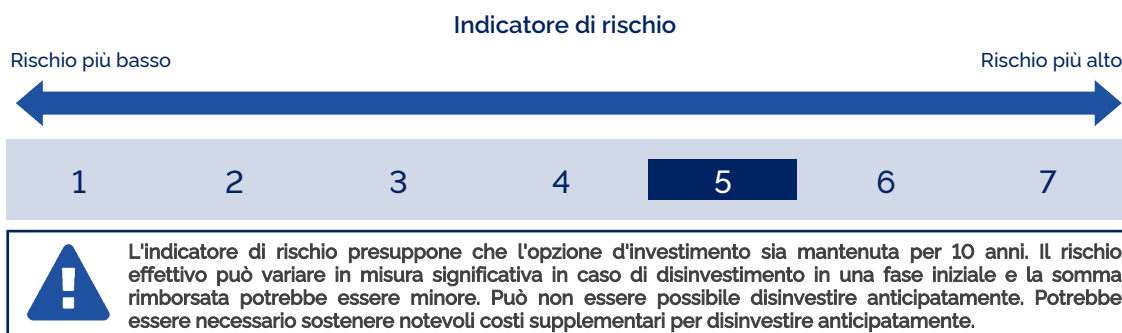 Indicatore di rischio
Rischio più basso
Rischio più alto
1 2 3 4 5 6 7
L'indicatore di rischio presuppone che l'opzione d'investimento sia mantenuta per 10 anni. Il rischio
effettivo può variare in misura significativa in caso di disinvestimento in una fase iniziale e la somma
rimborsata potrebbe essere minore. Può non essere possibile disinvestire anticipatamente. Potrebbe
essere necessario sostenere notevoli costi supplementari per disinvestire anticipatamente.